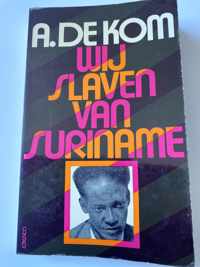 A. DE KOM
WIJ
SLAVEN
VAN
SURINAME